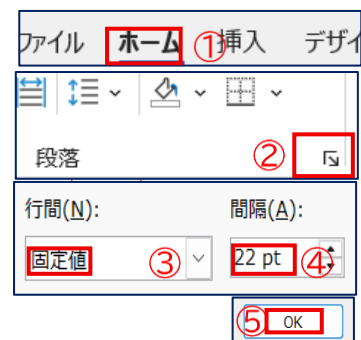 ファイル ホーム ①挿入 デザイ
段落 ②
行間(N): 間隔(A):
固定値 ③ 22 pt ④
⑤ OK